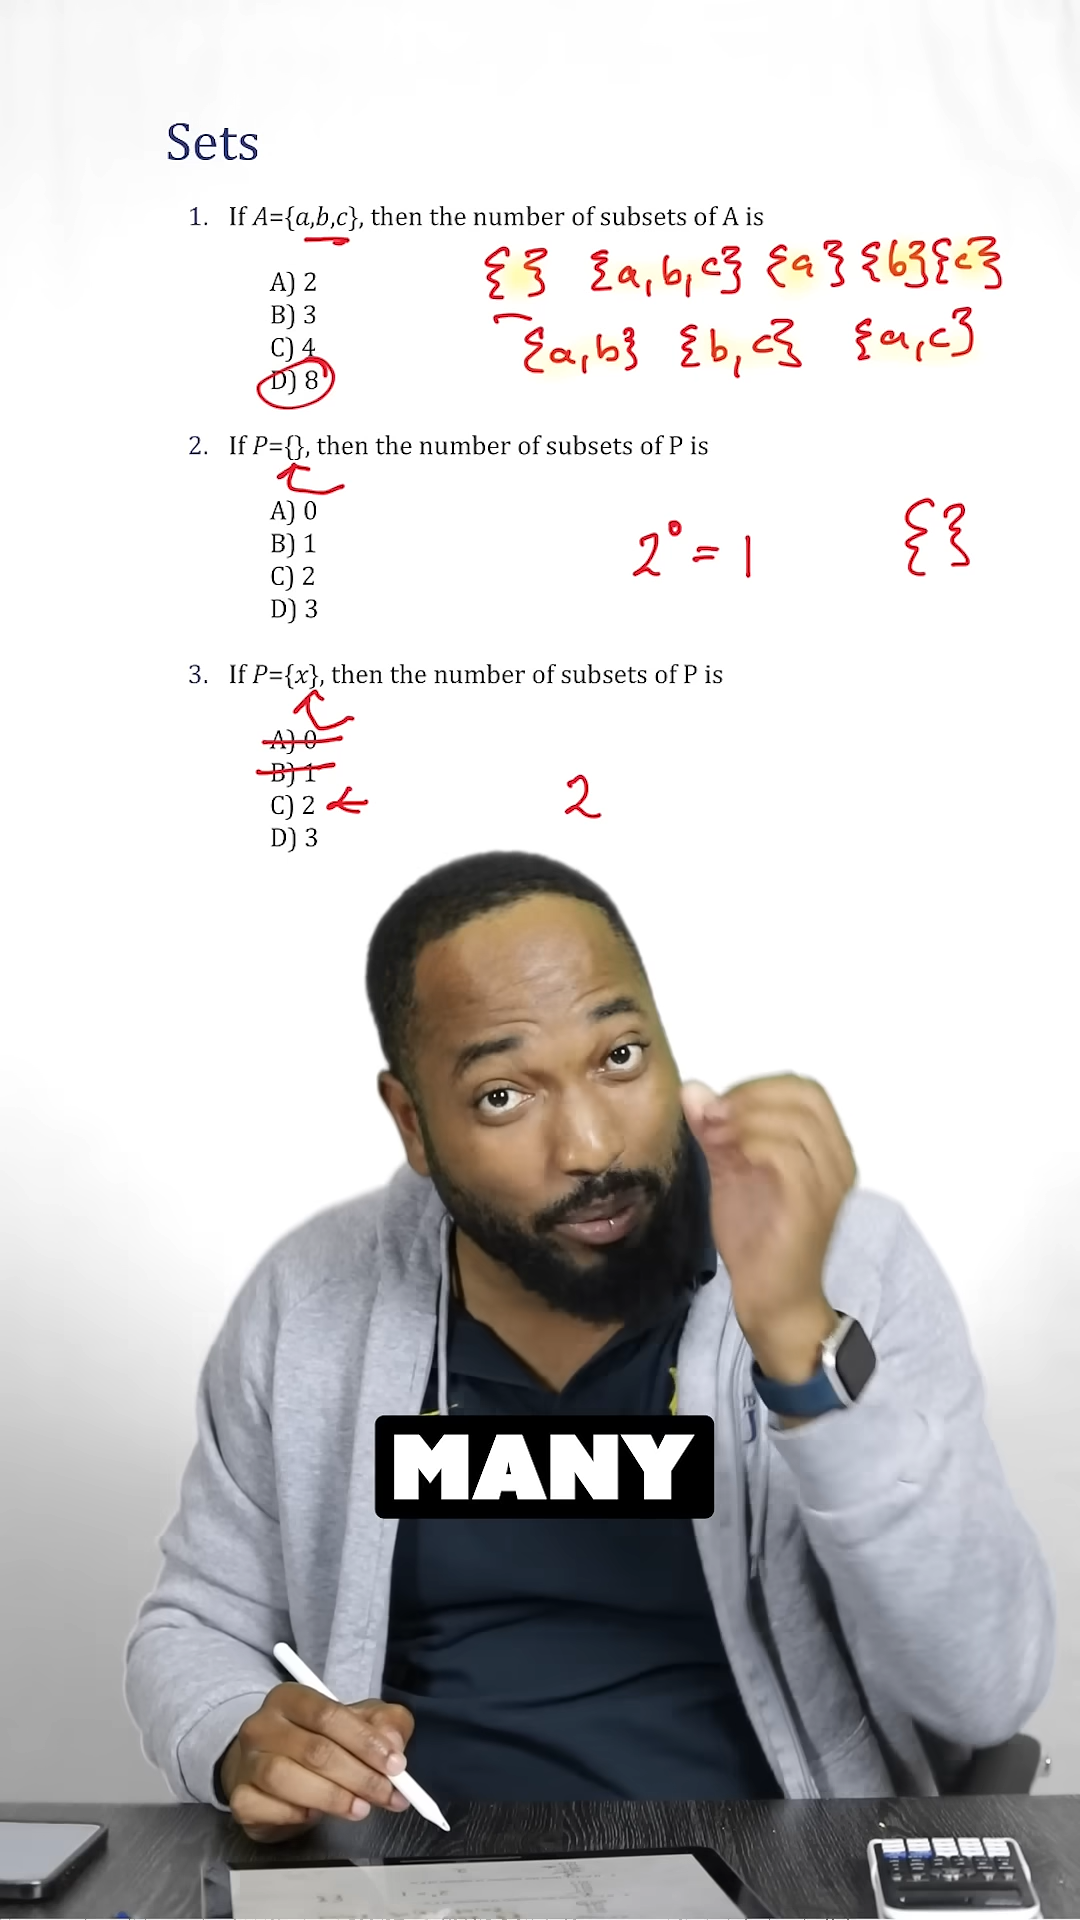 Sets
1. If A={a,b,c}, then the number of subsets of A is
{ } {a,b,c} {a} {b} {c}
A) 2
B) 3
{a,b} {b,c} {a,c}
C) 4
D) 8
2. If P={}, then the number of subsets of P is
A) 0
B) 1
2⁰ = 1 { }
C) 2
D) 3
3. If P={x}, then the number of subsets of P is
A) 0
B) 1
C) 2
2
D) 3
MANY